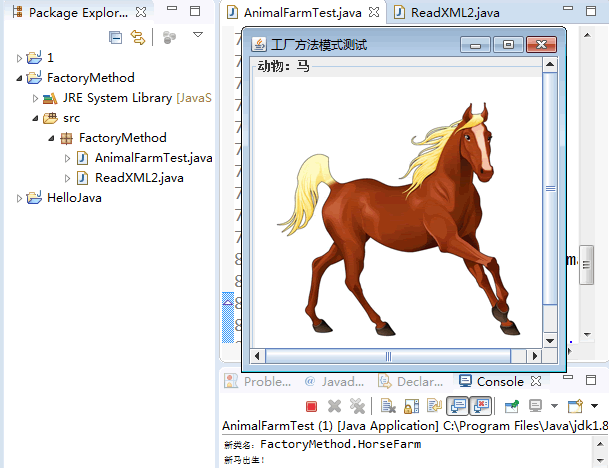 Package Explor...
1
FactoryMethod
JRE System Library [JavaS
src
FactoryMethod
AnimalFarmTest.java
ReadXML2.java
HelloJava
AnimalFarmTest.java
ReadXML2.java
工厂方法模式测试
动物：马
Proble...
@ Javad...
Declar...
Console
AnimalFarmTest (1) [Java Application] C:\Program Files\Java\jdk1.8
新类名：FactoryMethod.HorseFarm
新马出生！